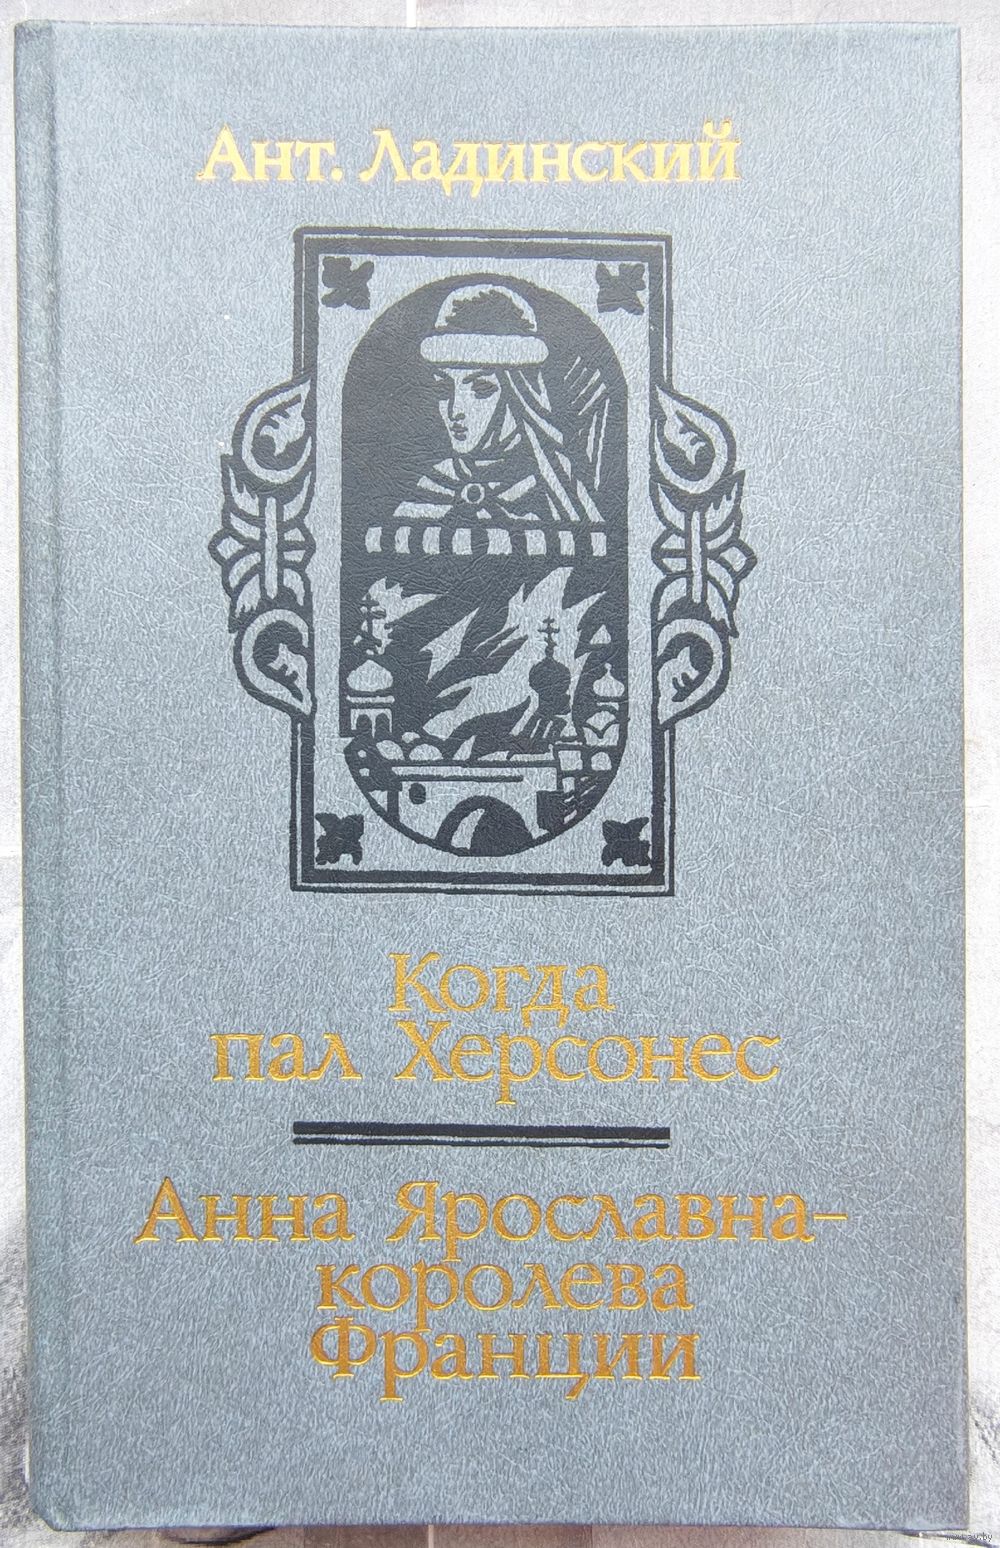 Ант. Ладинский
Когда
пал Херсонес
Анна Ярославна–
королева
Франции